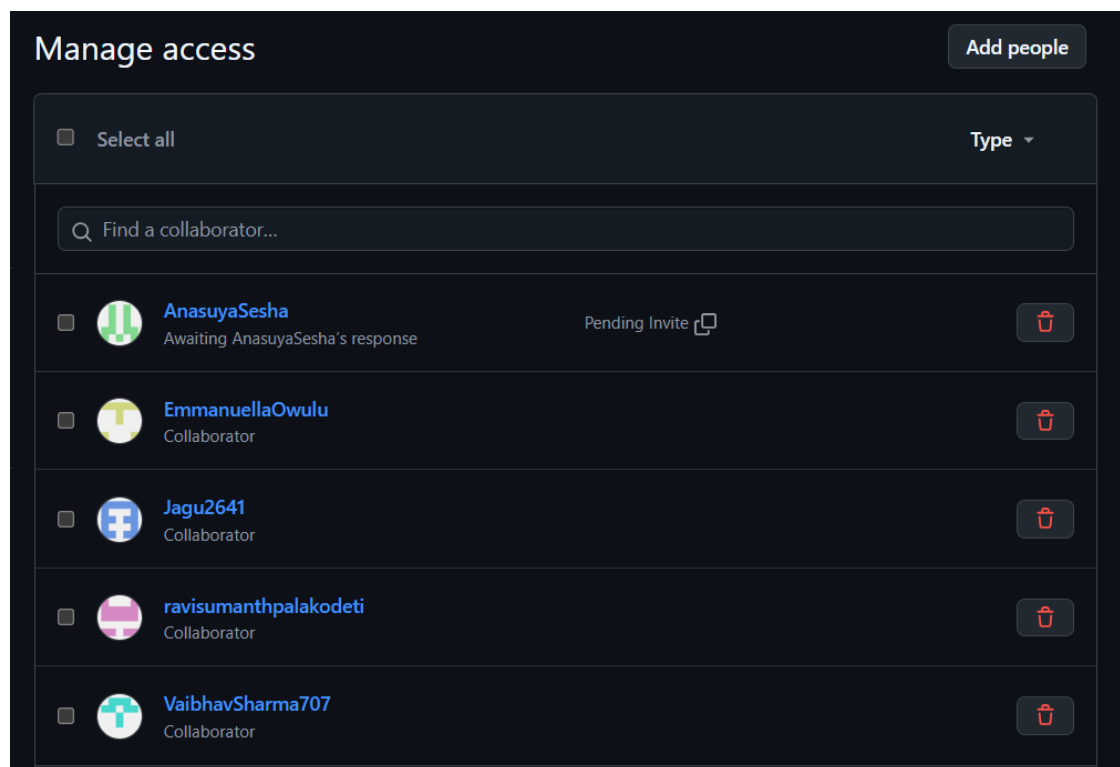 Manage access
Add people
Select all
Type
Find a collaborator...
AnasuyaSesha
Awaiting AnasuyaSesha's response
Pending Invite
EmmanuellaOwulu
Collaborator
Jagu2641
Collaborator
ravisumanthpalakodeti
Collaborator
VaibhavSharma707
Collaborator